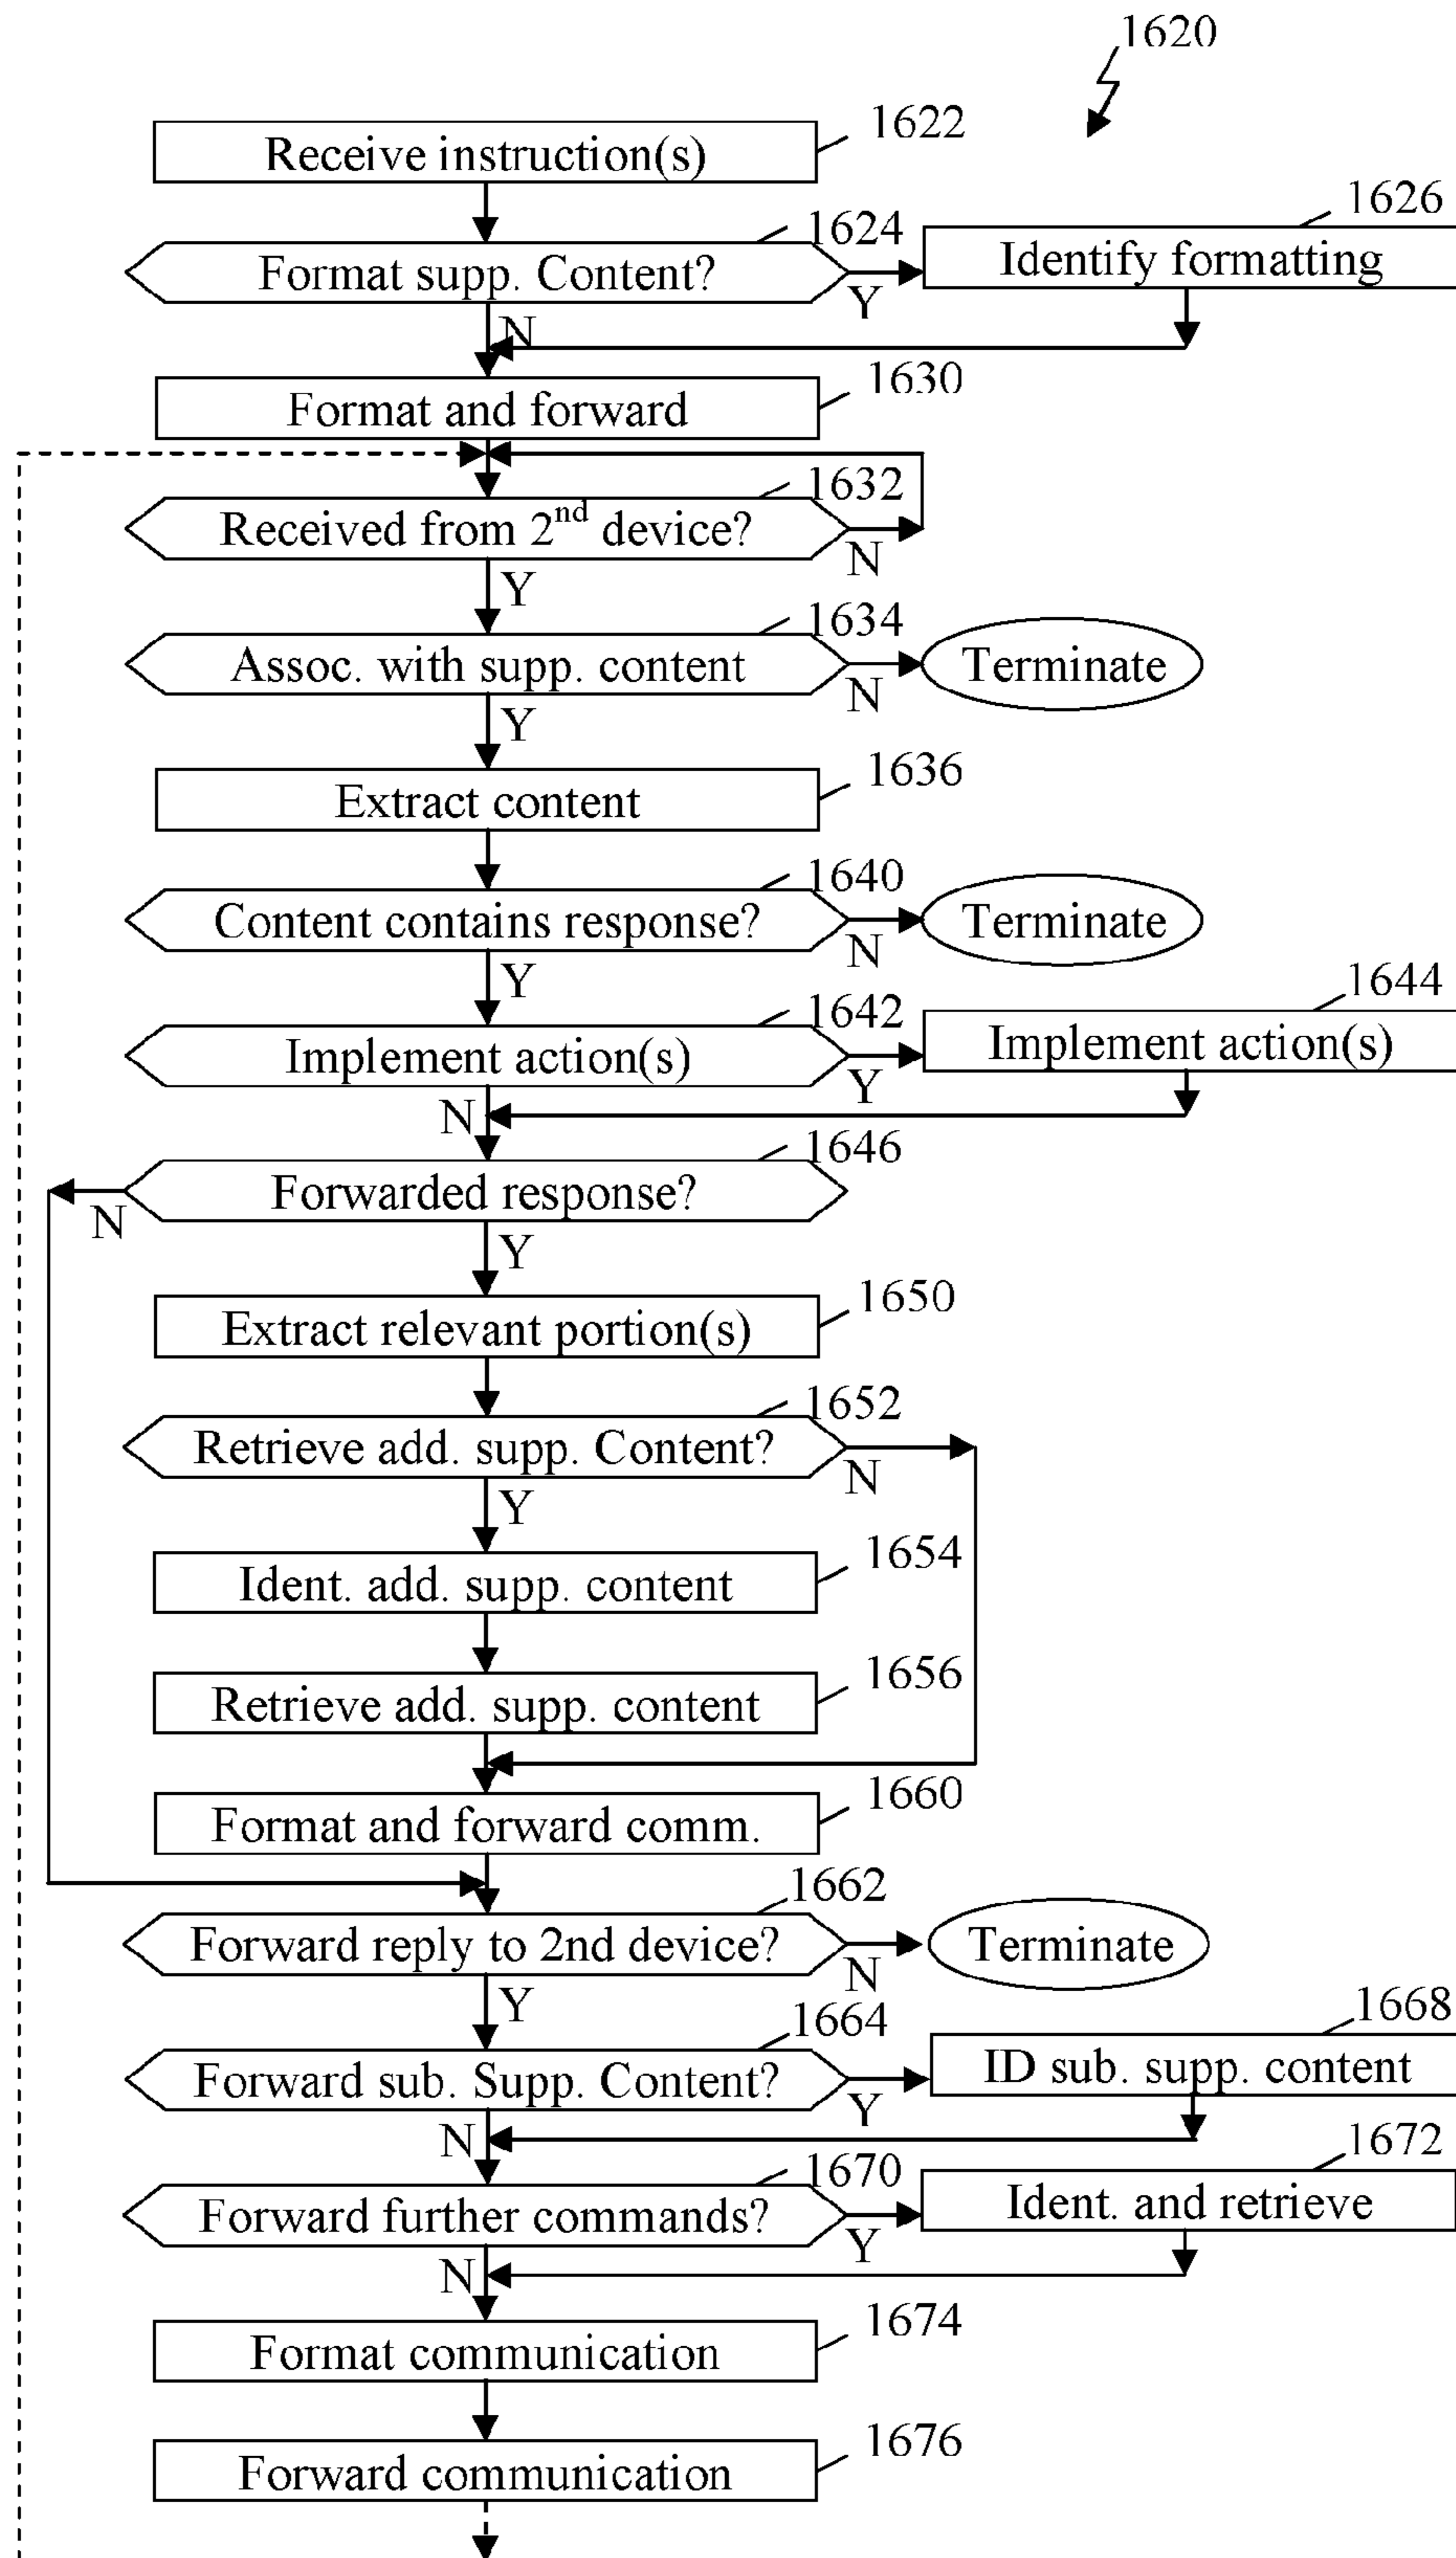 1620
1622
Receive instruction(s)
1624
1626
Format supp. Content?
Identify formatting
Y
N
1630
Format and forward
1632
Received from 2nd device?
N
Y
1634
Assoc. with supp. content
Terminate
N
Y
1636
Extract content
1640
Content contains response?
Terminate
N
Y
1642
1644
Implement action(s)
Implement action(s)
Y
N
1646
Forwarded response?
N
Y
1650
Extract relevant portion(s)
1652
Retrieve add. supp. Content?
N
Y
1654
Ident. add. supp. content
1656
Retrieve add. supp. content
1660
Format and forward comm.
1662
Forward reply to 2nd device?
Terminate
N
Y
1664
1668
Forward sub. Supp. Content?
ID sub. supp. content
Y
N
1670
1672
Forward further commands?
Ident. and retrieve
Y
N
1674
Format communication
1676
Forward communication